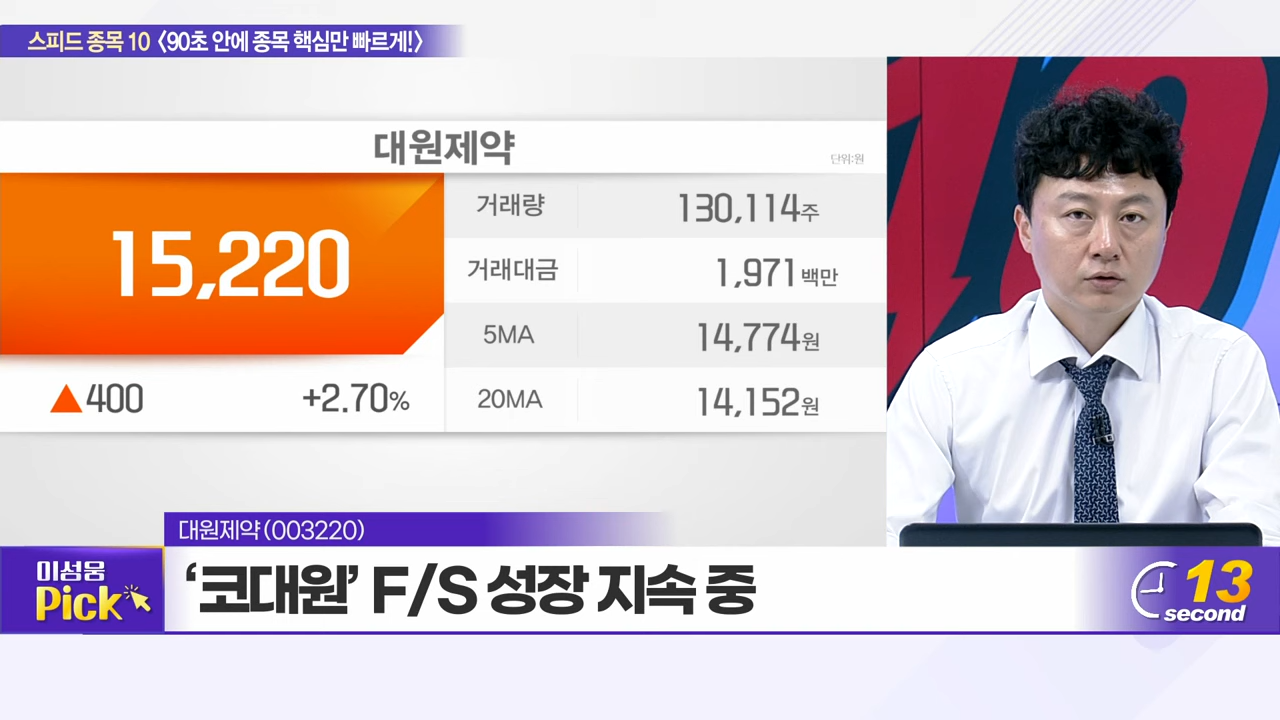 스피드 종목 10 <90초 안에 종목 핵심만 빠르게!>
대원제약
단위:원
15,220
▲400 +2.70%
거래량 130,114주
거래대금 1,971백만
5MA 14,774원
20MA 14,152원
대원제약(003220)
이성웅
Pick
‘코대원’ F/S 성장 지속 중
13
second
10